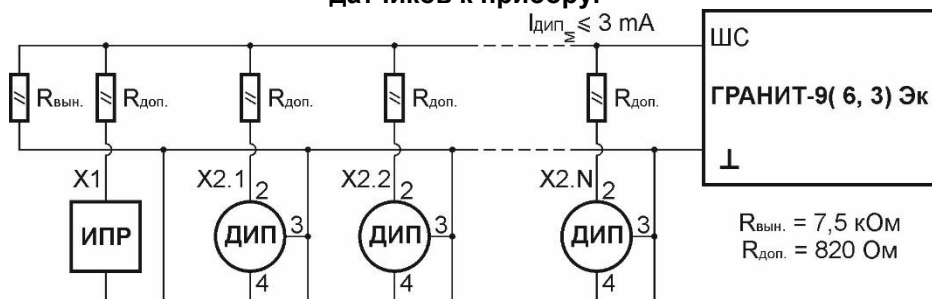 датчиков к прибору.
Iдип_м ⩽ 3 mA
ШС
ГРАНИТ-9( 6, 3) Эк
⊥
Rвын.
Rдоп.
Rдоп.
Rдоп.
Rдоп.
X1
X2.1
X2.2
X2.N
2
2
2
ИПР
ДИП
3
ДИП
3
ДИП
3
4
4
4
Rвын. = 7,5 кОм
Rдоп. = 820 Ом